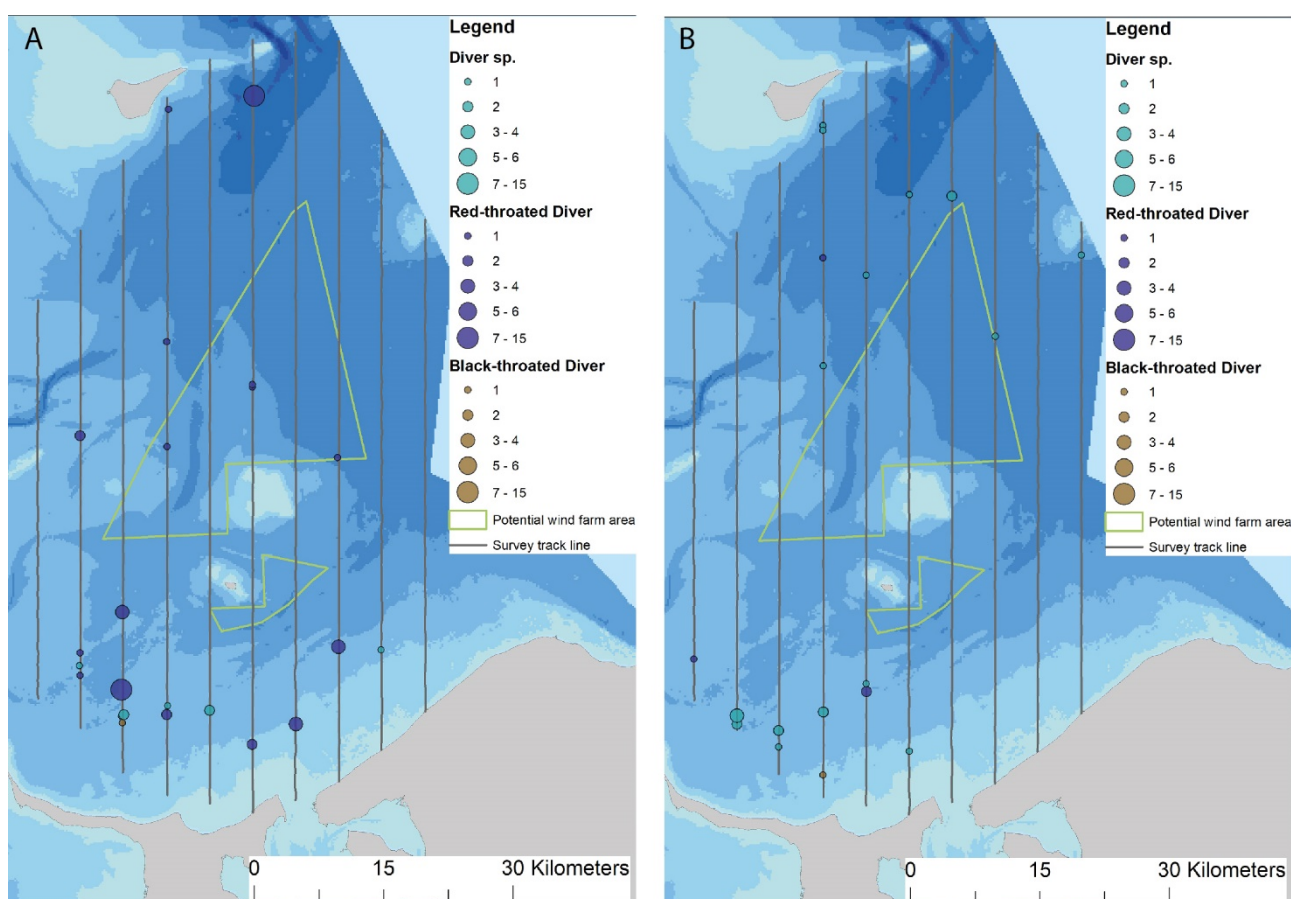 A
Legend
Diver sp.
1
2
3 - 4
5 - 6
7 - 15
Red-throated Diver
1
2
3 - 4
5 - 6
7 - 15
Black-throated Diver
1
2
3 - 4
5 - 6
7 - 15
Potential wind farm area
Survey track line
0 15 30 Kilometers
B
Legend
Diver sp.
1
2
3 - 4
5 - 6
7 - 15
Red-throated Diver
1
2
3 - 4
5 - 6
7 - 15
Black-throated Diver
1
2
3 - 4
5 - 6
7 - 15
Potential wind farm area
Survey track line
0 15 30 Kilometers